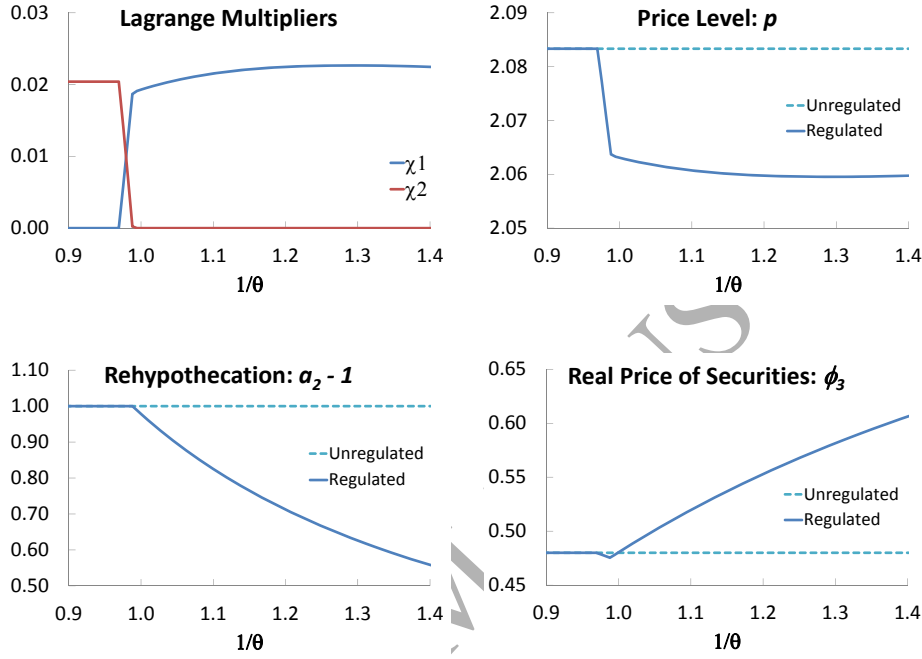 Lagrange Multipliers
0.03
0.02
0.01
0.00
χ1
χ2
0.9 1.0 1.1 1.2 1.3 1.4
1/θ
Price Level: p
2.09
2.08
2.07
2.06
2.05
Unregulated
Regulated
0.9 1.0 1.1 1.2 1.3 1.4
1/θ
Rehypothecation: a2 - 1
1.10
1.00
0.90
0.80
0.70
0.60
0.50
Unregulated
Regulated
0.9 1.0 1.1 1.2 1.3 1.4
1/θ
Real Price of Securities: ϕ3
0.65
0.60
0.55
0.50
0.45
Unregulated
Regulated
0.9 1.0 1.1 1.2 1.3 1.4
1/θ